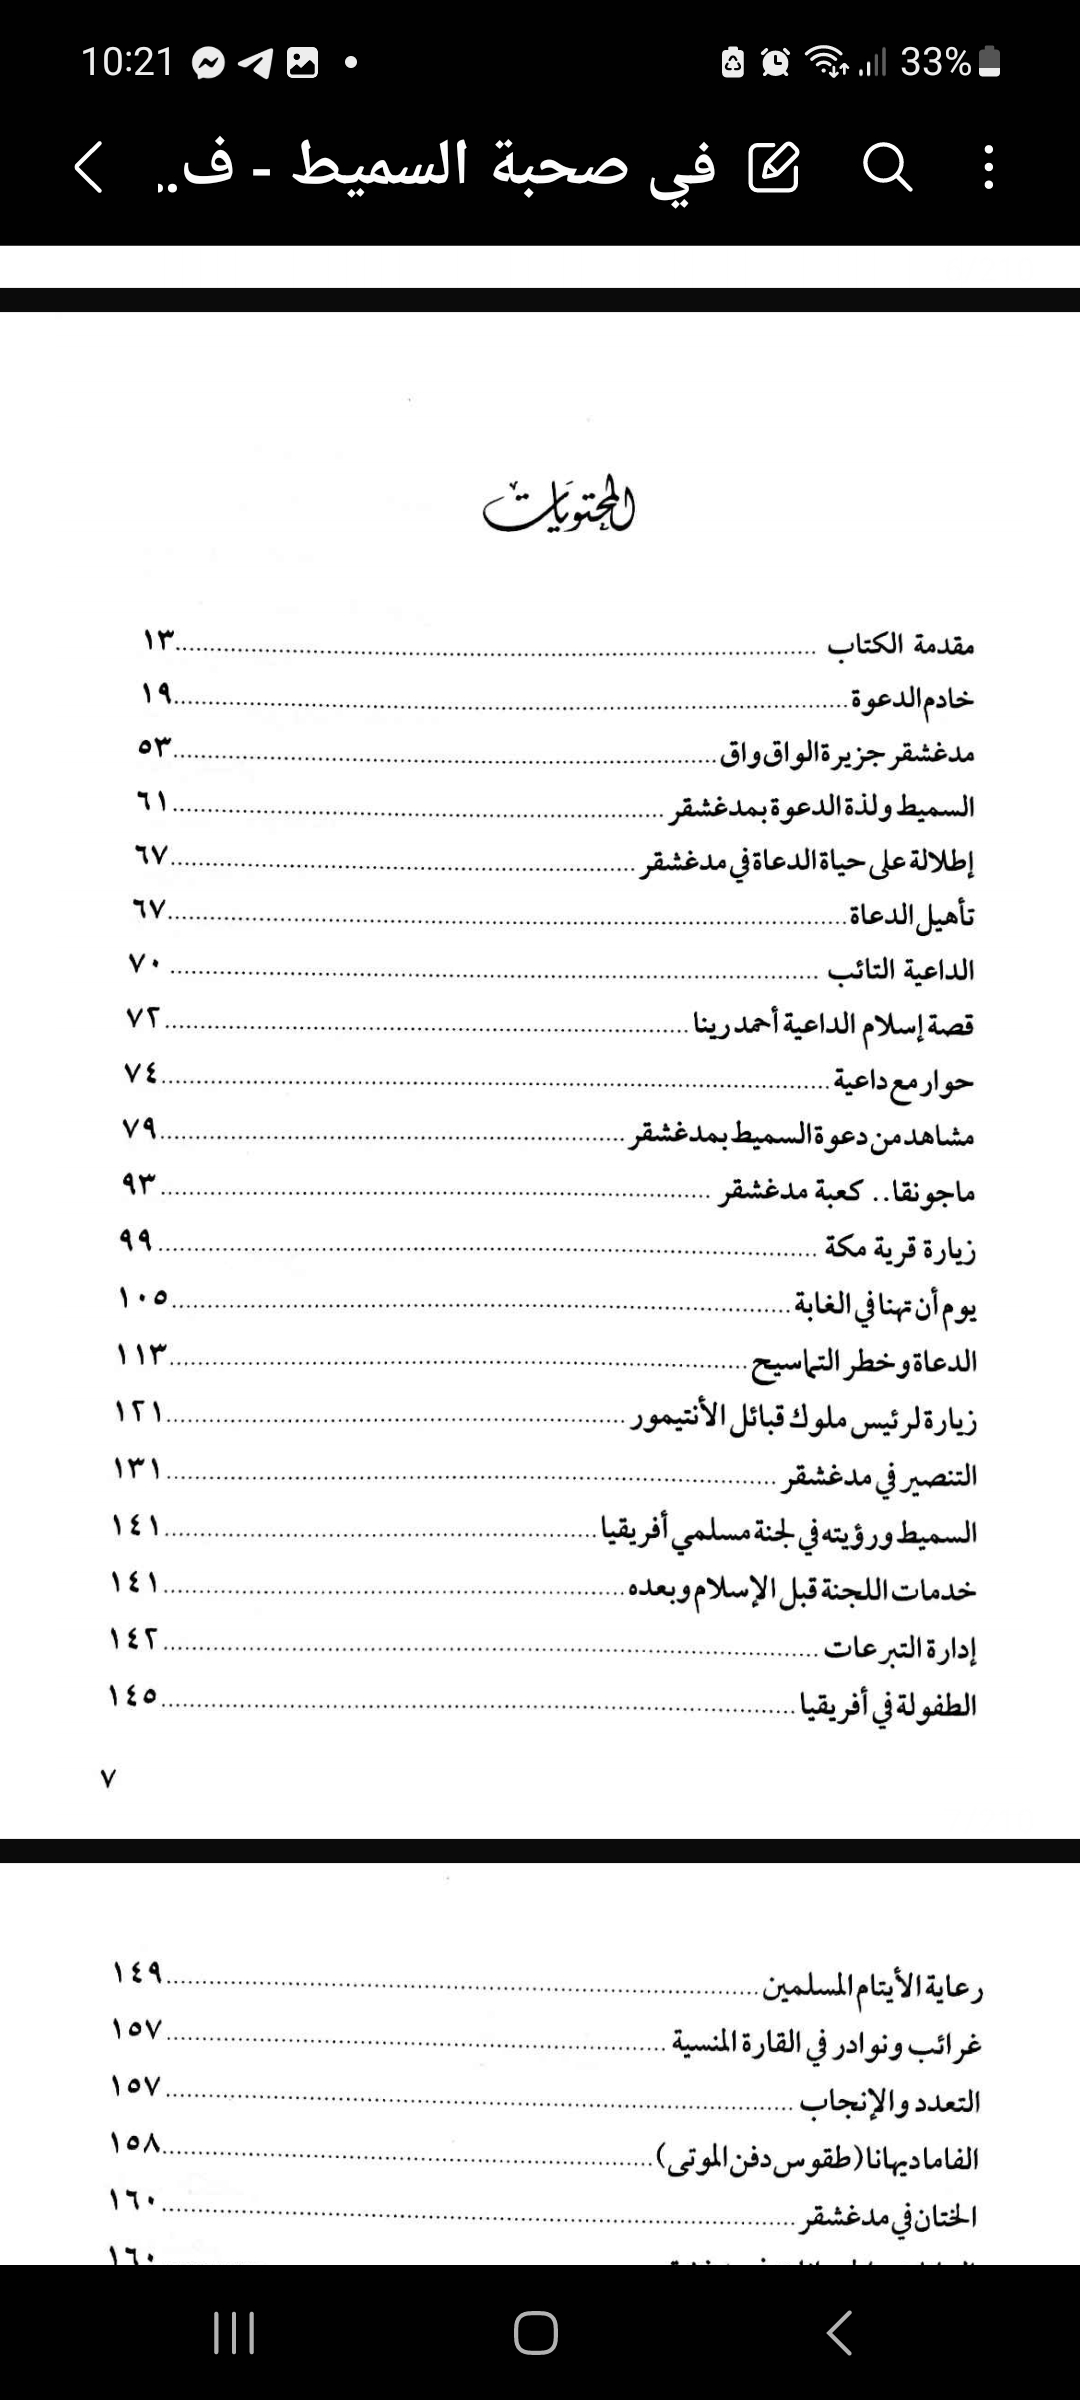 10:21
33%
في صحبة السميط - ف..
المحتويات
مقدمة الكتاب ........ ١٣
خادم الدعوة ........ ١٩
مدغشقر جزيرة الواق واق ........ ٥٣
السميط ولذة الدعوة بمدغشقر ........ ٦١
إطلالة على حياة الدعاة في مدغشقر ........ ٦٧
تأهيل الدعاة ........ ٦٧
الداعية التائب ........ ٧٠
قصة إسلام الداعية أحمد رينا ........ ٧٢
حوار مع داعية ........ ٧٤
مشاهد من دعوة السميط بمدغشقر ........ ٧٩
ماجونقا.. كعبة مدغشقر ........ ٩٣
زيارة قرية مكة ........ ٩٩
يوم أن تهنا في الغابة ........ ١٠٥
الدعاة وخطر التماسيح ........ ١١٣
زيارة لرئيس ملوك قبائل الأنتيمور ........ ١٢١
التنصير في مدغشقر ........ ١٣١
السميط ورؤيته في لجنة مسلمي أفريقيا ........ ١٤١
خدمات اللجنة قبل الإسلام وبعده ........ ١٤١
إدارة التبرعات ........ ١٤٢
الطفولة في أفريقيا ........ ١٤٥
٧
رعاية الأيتام المسلمين ........ ١٤٩
غرائب ونوادر في القارة المنسية ........ ١٥٧
التعدد والإنجاب ........ ١٥٧
الفاماديهانا (طقوس دفن الموتى) ........ ١٥٨
الختان في مدغشقر ........ ١٦٠
١٦٠